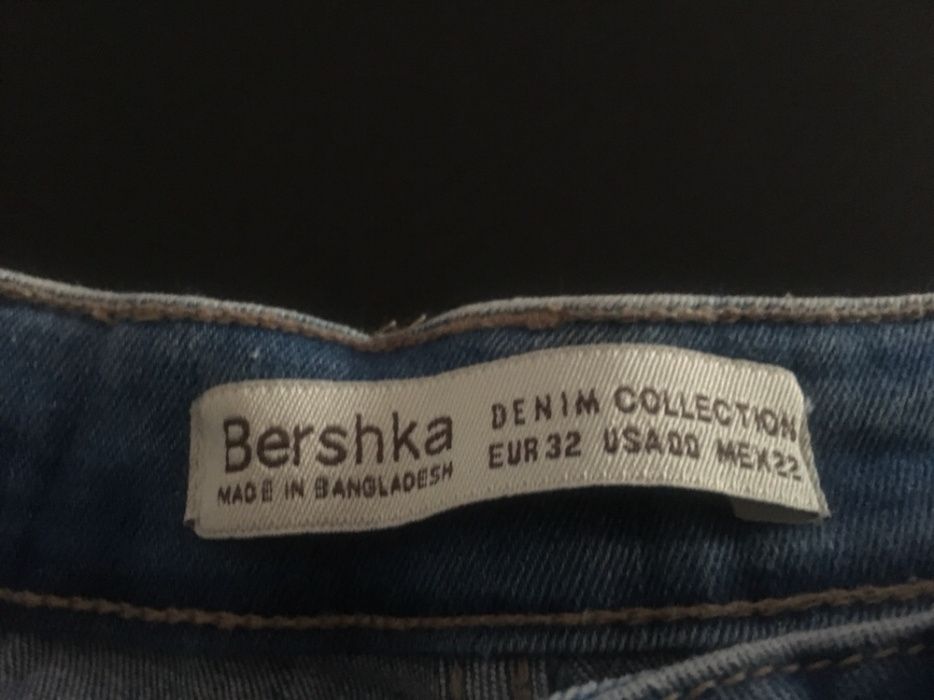 Bershka
MADE IN BANGLADESH
DENIM COLLECTION
EUR 32 USA 00 MEX 22